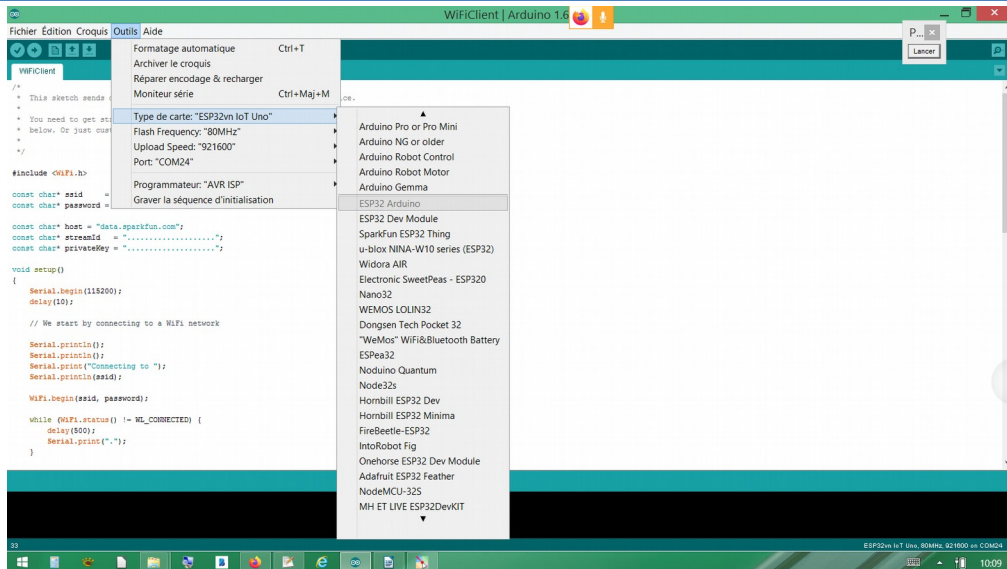 WiFiClient | Arduino 1.6
Fichier Édition Croquis Outils Aide
P...
Lancer
WiFiClient
Formatage automatique Ctrl+T
Archiver le croquis
Réparer encodage & recharger
Moniteur série Ctrl+Maj+M
Type de carte: "ESP32vn IoT Uno"
Flash Frequency: "80MHz"
Upload Speed: "921600"
Port: "COM24"
Programmateur: "AVR ISP"
Graver la séquence d'initialisation
Arduino Pro or Pro Mini
Arduino NG or older
Arduino Robot Control
Arduino Robot Motor
Arduino Gemma
ESP32 Arduino
ESP32 Dev Module
SparkFun ESP32 Thing
u-blox NINA-W10 series (ESP32)
Widora AIR
Electronic SweetPeas - ESP320
Nano32
WEMOS LOLIN32
Dongsen Tech Pocket 32
"WeMos" WiFi&Bluetooth Battery
ESPea32
Noduino Quantum
Node32s
Hornbill ESP32 Dev
Hornbill ESP32 Minima
FireBeetle-ESP32
IntoRobot Fig
Onehorse ESP32 Dev Module
Adafruit ESP32 Feather
NodeMCU-32S
MH ET LIVE ESP32DevKIT
/*
* This sketch sends
*
* You need to get
* below. Or just
*
*/
#include <WiFi.h>
const char* ssid =
const char* password =
const char* host = "data.sparkfun.com";
const char* streamId = "....................";
const char* privateKey = "....................";
void setup()
{
Serial.begin(115200);
delay(10);
// We start by connecting to a WiFi network
Serial.println();
Serial.println();
Serial.print("Connecting to ");
Serial.println(ssid);
WiFi.begin(ssid, password);
while (WiFi.status() != WL_CONNECTED) {
delay(500);
Serial.print(".");
}
33
ESP32vn IoT Uno, 80MHz, 921600 on COM24
10:09